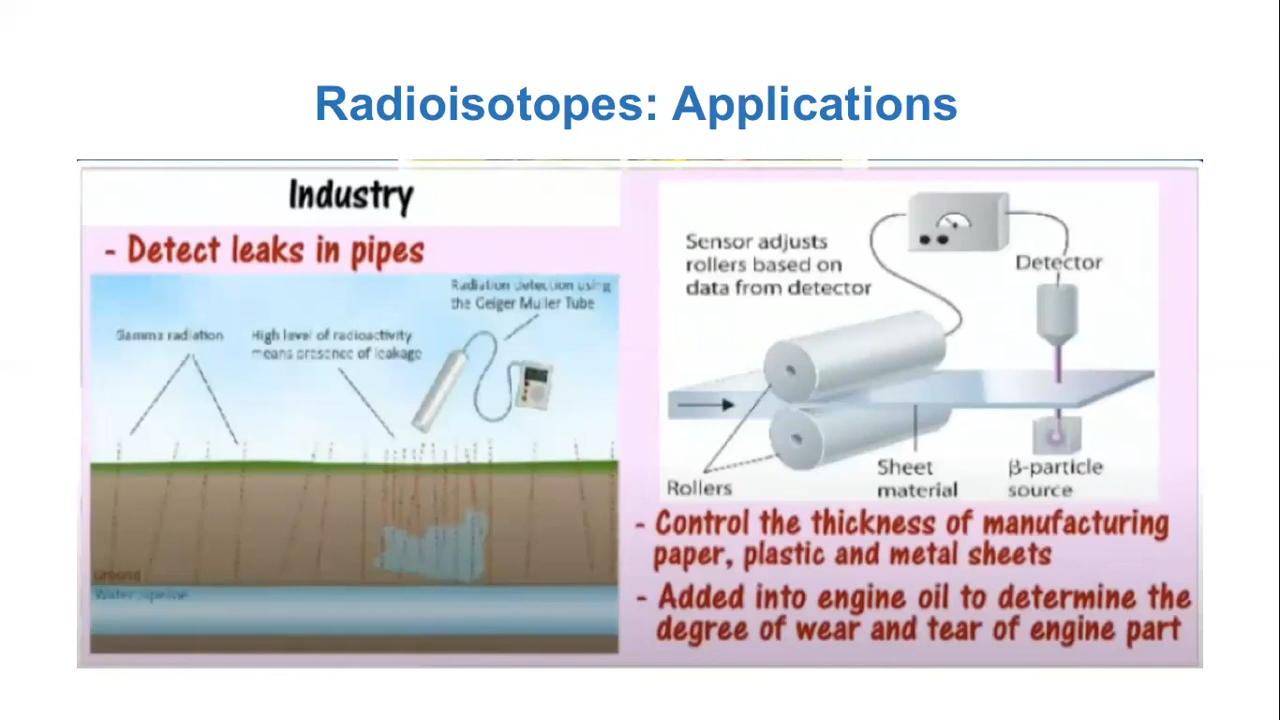 Radioisotopes: Applications
Industry
- Detect leaks in pipes
Radiation detection using
the Geiger Muller Tube
Gamma radiation
High level of radioactivity
means presence of leakage
Ground
Water pipeline
Sensor adjusts
rollers based on
data from detector
Detector
Rollers
Sheet
material
β-particle
source
- Control the thickness of manufacturing
paper, plastic and metal sheets
- Added into engine oil to determine the
degree of wear and tear of engine part